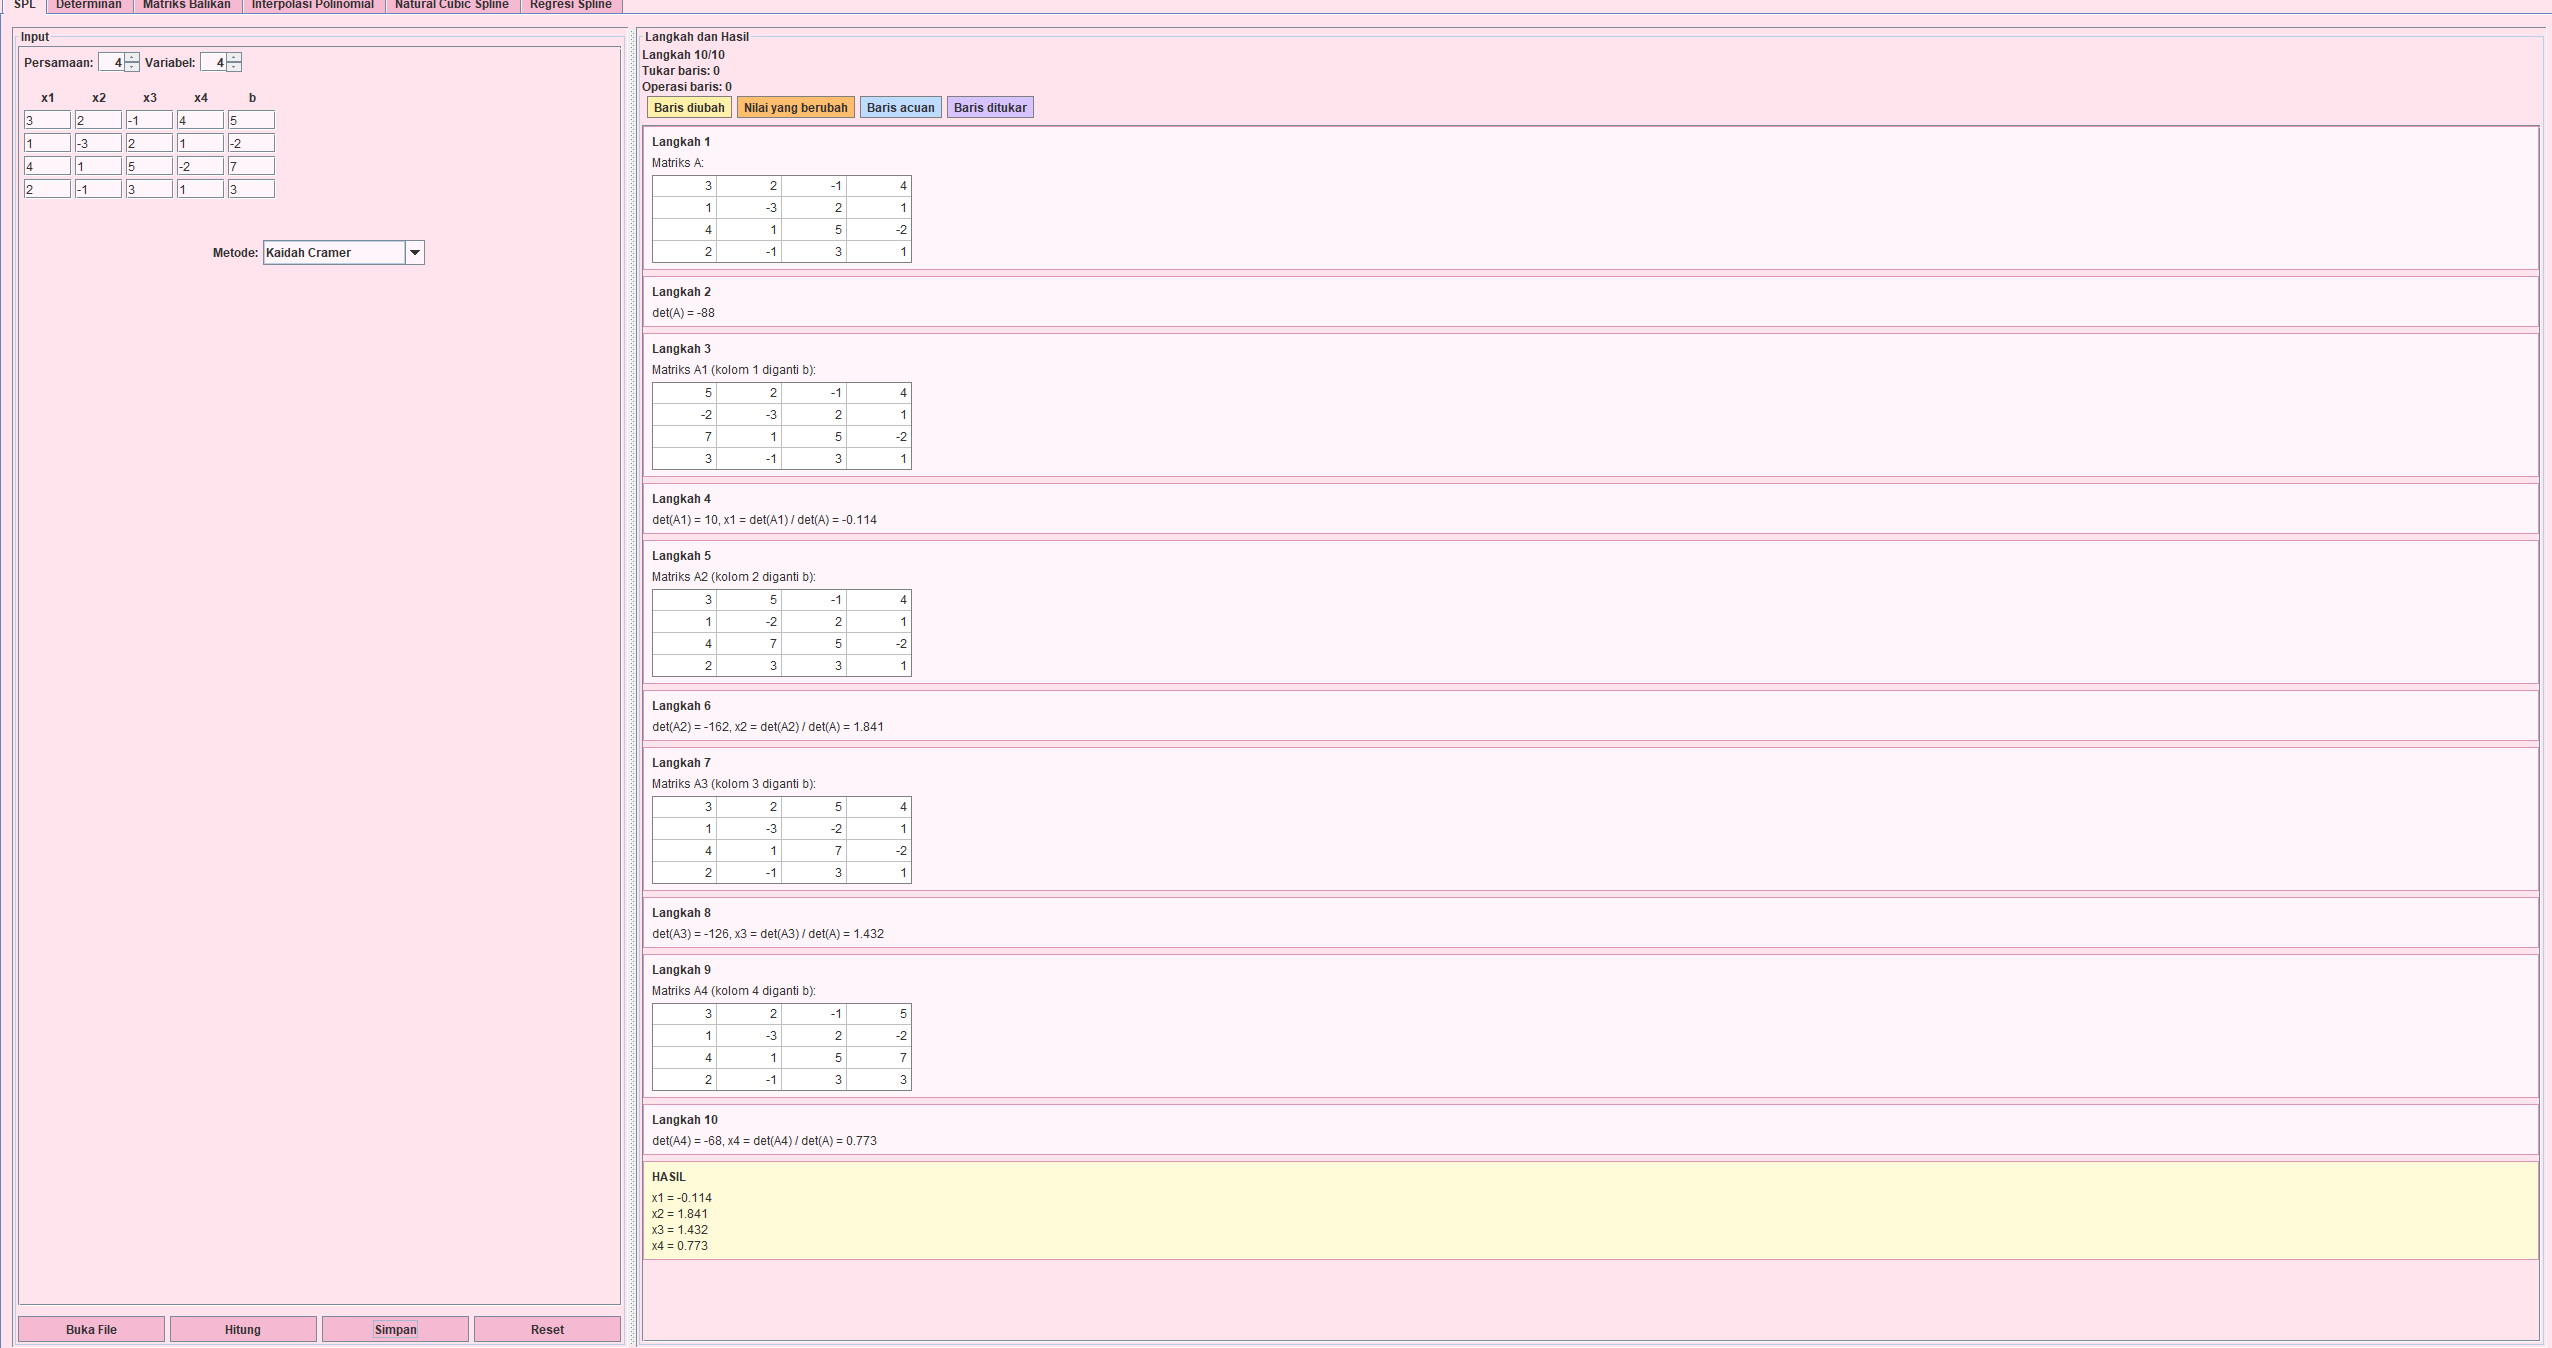 SPL Determinan Matriks Balikan Interpolasi Polinomial Natural Cubic Spline Regresi Spline
Input
Persamaan: 4 Variabel: 4
x1 x2 x3 x4 b
3 2 -1 4 5
1 -3 2 1 -2
4 1 5 -2 7
2 -1 3 1 3
Metode: Kaidah Cramer
Buka File Hitung Simpan Reset
Langkah dan Hasil
Langkah 10/10
Tukar baris: 0
Operasi baris: 0
Baris diubah Nilai yang berubah Baris acuan Baris ditukar
Langkah 1
Matriks A:
3 2 -1 4
1 -3 2 1
4 1 5 -2
2 -1 3 1
Langkah 2
det(A) = -88
Langkah 3
Matriks A1 (kolom 1 diganti b):
5 2 -1 4
-2 -3 2 1
7 1 5 -2
3 -1 3 1
Langkah 4
det(A1) = 10, x1 = det(A1) / det(A) = -0.114
Langkah 5
Matriks A2 (kolom 2 diganti b):
3 5 -1 4
1 -2 2 1
4 7 5 -2
2 3 3 1
Langkah 6
det(A2) = -162, x2 = det(A2) / det(A) = 1.841
Langkah 7
Matriks A3 (kolom 3 diganti b):
3 2 5 4
1 -3 -2 1
4 1 7 -2
2 -1 3 1
Langkah 8
det(A3) = -126, x3 = det(A3) / det(A) = 1.432
Langkah 9
Matriks A4 (kolom 4 diganti b):
3 2 -1 5
1 -3 2 -2
4 1 5 7
2 -1 3 3
Langkah 10
det(A4) = -68, x4 = det(A4) / det(A) = 0.773
HASIL
x1 = -0.114
x2 = 1.841
x3 = 1.432
x4 = 0.773